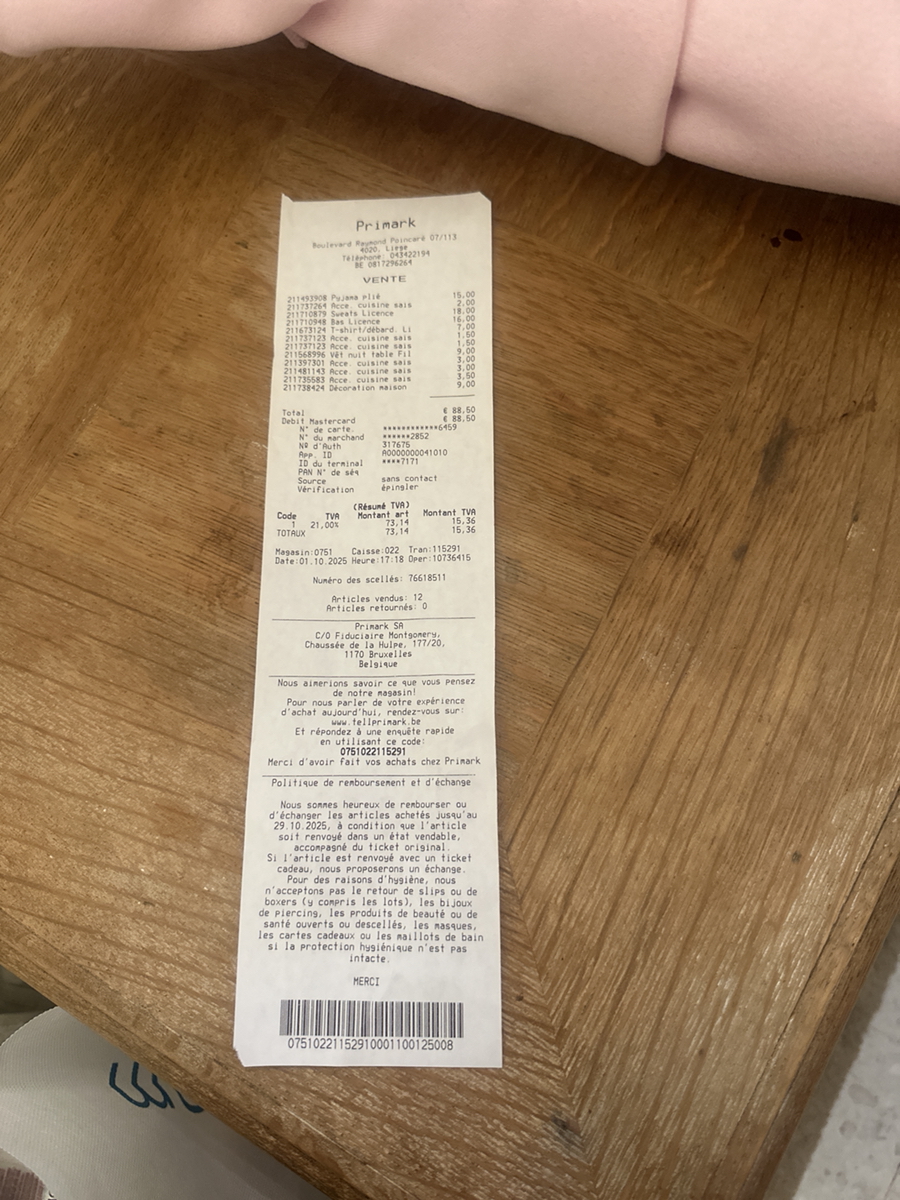 Primark
Boulevard Raymond Poincaré 07/113
4020, Liege
Téléphone: 043422194
BE 0817296264
VENTE
211493908 Pyjama plié 15,00
211737264 Acce. cuisine sais 2,00
211710879 Sweats Licence 18,00
211710948 Bas Licence 16,00
211673124 T-shirt/débard. Li 7,00
211737123 Acce. cuisine sais 1,50
211737123 Acce. cuisine sais 1,50
211568996 Vêt nuit table Fil 9,00
211397301 Acce. cuisine sais 3,00
211481143 Acce. cuisine sais 3,00
211735583 Acce. cuisine sais 3,50
211738424 Décoration maison 9,00
Total € 88,50
Debit Mastercard € 88,50
N° de carte. ************6459
N° du marchand ******2852
Nº d'Auth 317675
App. ID A0000000041010
ID du terminal ****7171
PAN N° de séq
Source sans contact
Vérification épingler
(Résumé TVA)
Code TVA Montant art Montant TVA
1 21,00% 73,14 15,36
TOTAUX 73,14 15,36
Magasin:0751 Caisse:022 Tran:115291
Date:01.10.2025 Heure:17:18 Oper:10736415
Numéro des scellés: 76618511
Articles vendus: 12
Articles retournés: 0
Primark SA
C/O Fiduciaire Montgomery,
Chaussée de la Hulpe, 177/20,
1170 Bruxelles
Belgique
Nous aimerions savoir ce que vous pensez
de notre magasin!
Pour nous parler de votre expérience
d'achat aujourd'hui, rendez-vous sur:
www.tellprimark.be
Et répondez à une enquête rapide
en utilisant ce code:
0751022115291
Merci d'avoir fait vos achats chez Primark
Politique de remboursement et d'échange
Nous sommes heureux de rembourser ou
d'échanger les articles achetés jusqu'au
29.10.2025, à condition que l'article
soit renvoyé dans un état vendable,
accompagné du ticket original.
Si l'article est renvoyé avec un ticket
cadeau, nous proposerons un échange.
Pour des raisons d'hygiène, nous
n'acceptons pas le retour de slips ou de
boxers (y compris les lots), les bijoux
de piercing, les produits de beauté ou de
santé ouverts ou descellés, les masques,
les cartes cadeaux ou les maillots de bain
si la protection hygiénique n'est pas
intacte.
MERCI
07510221152910001100125008